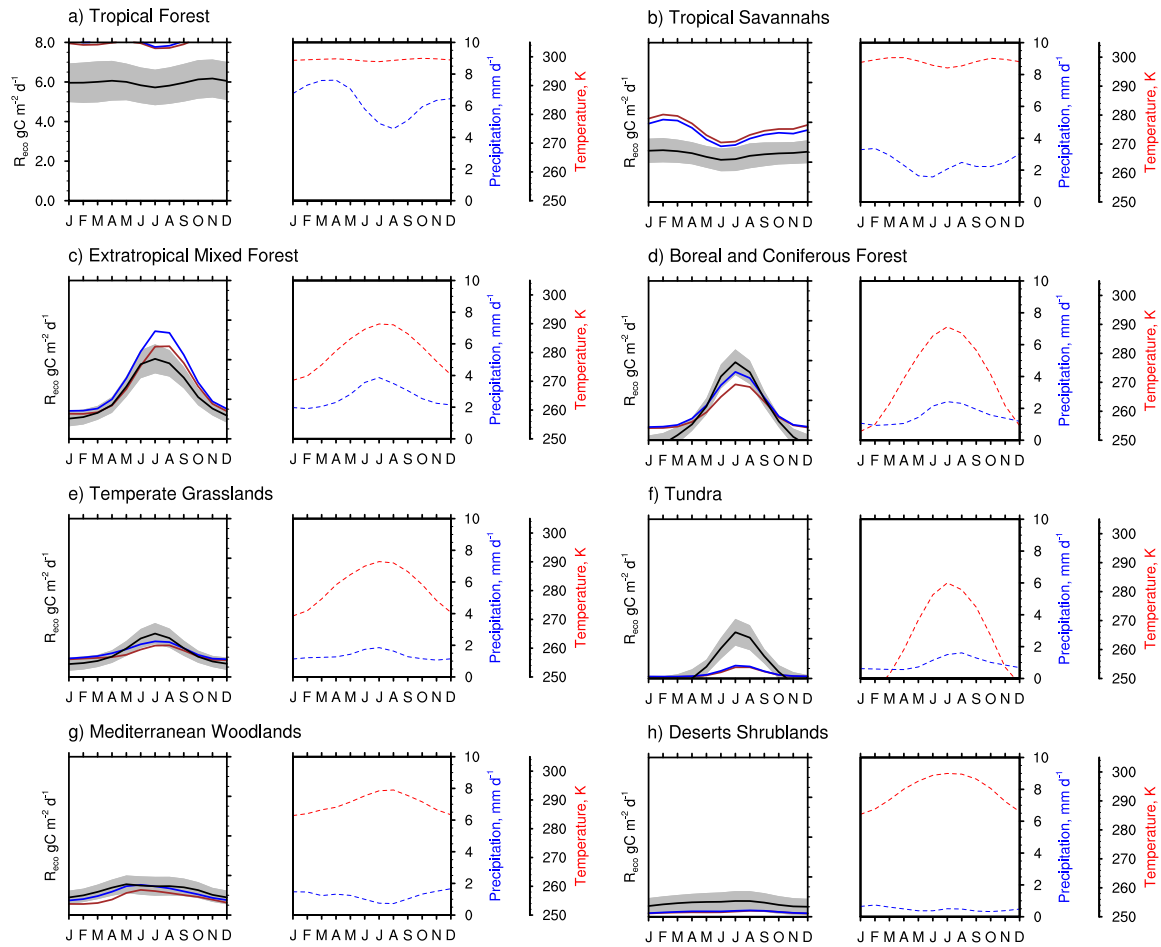 a) Tropical Forest
R_eco gC m⁻² d⁻¹
8.0
6.0
4.0
2.0
0.0
J F M A M J J A S O N D
J F M A M J J A S O N D
10
8
6
4
2
0
Precipitation, mm d⁻¹
300
290
280
270
260
250
Temperature, K
b) Tropical Savannahs
R_eco gC m⁻² d⁻¹
J F M A M J J A S O N D
J F M A M J J A S O N D
10
8
6
4
2
0
Precipitation, mm d⁻¹
300
290
280
270
260
250
Temperature, K
c) Extratropical Mixed Forest
R_eco gC m⁻² d⁻¹
J F M A M J J A S O N D
J F M A M J J A S O N D
10
8
6
4
2
0
Precipitation, mm d⁻¹
300
290
280
270
260
250
Temperature, K
d) Boreal and Coniferous Forest
R_eco gC m⁻² d⁻¹
J F M A M J J A S O N D
J F M A M J J A S O N D
10
8
6
4
2
0
Precipitation, mm d⁻¹
300
290
280
270
260
250
Temperature, K
e) Temperate Grasslands
R_eco gC m⁻² d⁻¹
J F M A M J J A S O N D
J F M A M J J A S O N D
10
8
6
4
2
0
Precipitation, mm d⁻¹
300
290
280
270
260
250
Temperature, K
f) Tundra
R_eco gC m⁻² d⁻¹
J F M A M J J A S O N D
J F M A M J J A S O N D
10
8
6
4
2
0
Precipitation, mm d⁻¹
300
290
280
270
260
250
Temperature, K
g) Mediterranean Woodlands
R_eco gC m⁻² d⁻¹
J F M A M J J A S O N D
J F M A M J J A S O N D
10
8
6
4
2
0
Precipitation, mm d⁻¹
300
290
280
270
260
250
Temperature, K
h) Deserts Shrublands
R_eco gC m⁻² d⁻¹
J F M A M J J A S O N D
J F M A M J J A S O N D
10
8
6
4
2
0
Precipitation, mm d⁻¹
300
290
280
270
260
250
Temperature, K